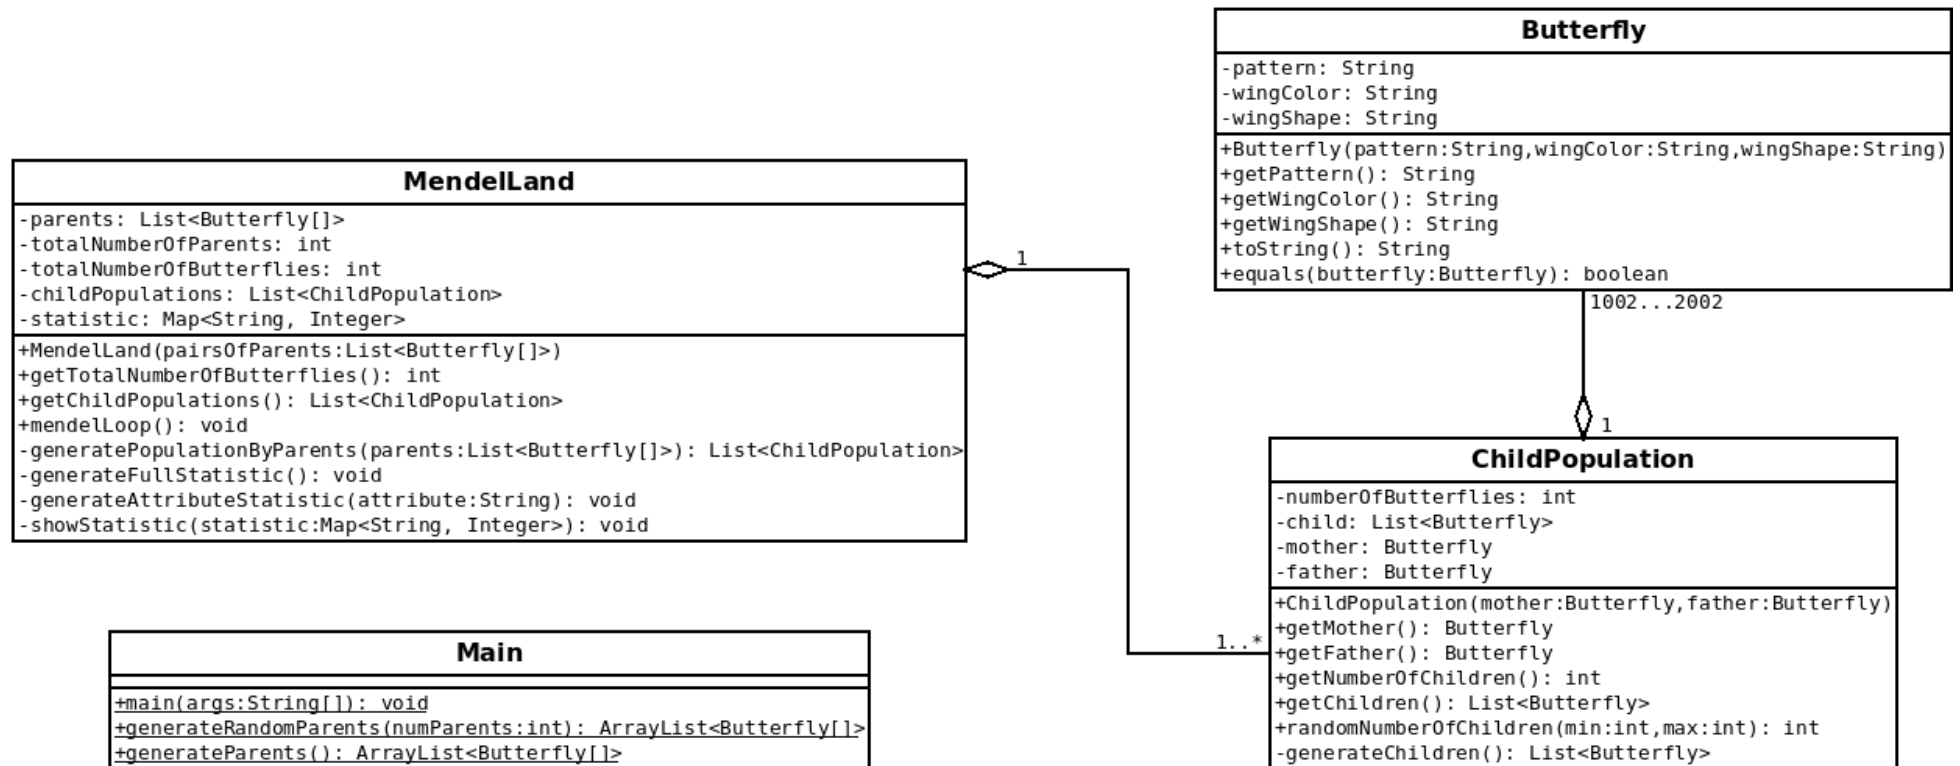 Butterfly
-pattern: String
-wingColor: String
-wingShape: String
+Butterfly(pattern:String,wingColor:String,wingShape:String)
+getPattern(): String
+getWingColor(): String
+getWingShape(): String
+toString(): String
+equals(butterfly:Butterfly): boolean
MendelLand
-parents: List<Butterfly[]>
-totalNumberOfParents: int
-totalNumberOfButterflies: int
-childPopulations: List<ChildPopulation>
-statistic: Map<String, Integer>
+MendelLand(pairsOfParents:List<Butterfly[]>)
+getTotalNumberOfButterflies(): int
+getChildPopulations(): List<ChildPopulation>
+mendelLoop(): void
-generatePopulationByParents(parents:List<Butterfly[]>): List<ChildPopulation>
-generateFullStatistic(): void
-generateAttributeStatistic(attribute:String): void
-showStatistic(statistic:Map<String, Integer>): void
1
1002...2002
1
1..*
ChildPopulation
-numberOfButterflies: int
-child: List<Butterfly>
-mother: Butterfly
-father: Butterfly
+ChildPopulation(mother:Butterfly,father:Butterfly)
+getMother(): Butterfly
+getFather(): Butterfly
+getNumberOfChildren(): int
+getChildren(): List<Butterfly>
+randomNumberOfChildren(min:int,max:int): int
-generateChildren(): List<Butterfly>
Main
+main(args:String[]): void
+generateRandomParents(numParents:int): ArrayList<Butterfly[]>
+generateParents(): ArrayList<Butterfly[]>